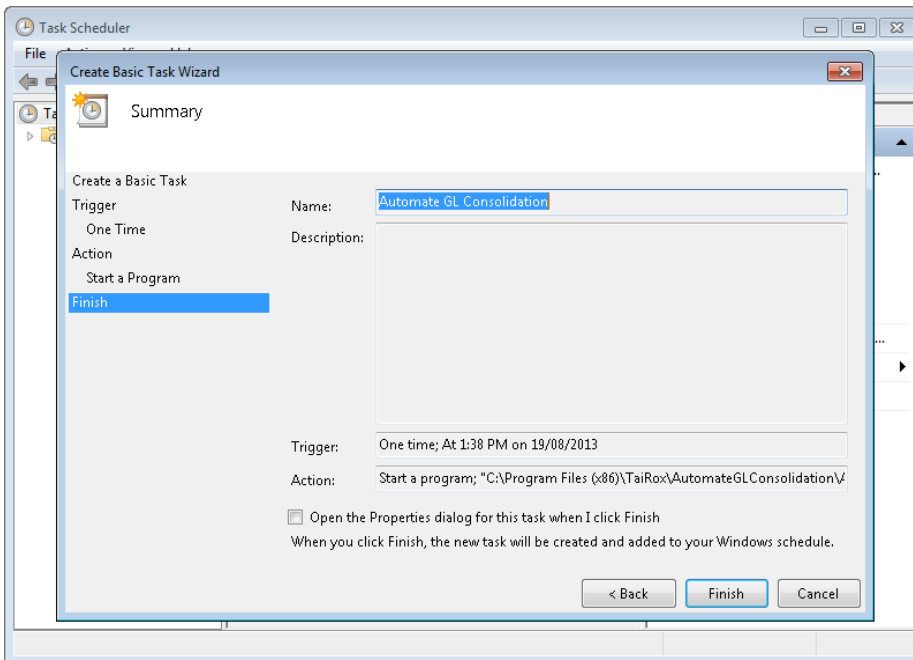 Task Scheduler
File
Create Basic Task Wizard
Ta
Summary
Create a Basic Task
Trigger
One Time
Action
Start a Program
Finish
Name:
Automate GL Consolidation
Description:
Trigger:
One time; At 1:38 PM on 19/08/2013
Action:
Start a program; "C:\Program Files (x86)\TaiRox\AutomateGLConsolidation\A
Open the Properties dialog for this task when I click Finish
When you click Finish, the new task will be created and added to your Windows schedule.
< Back
Finish
Cancel